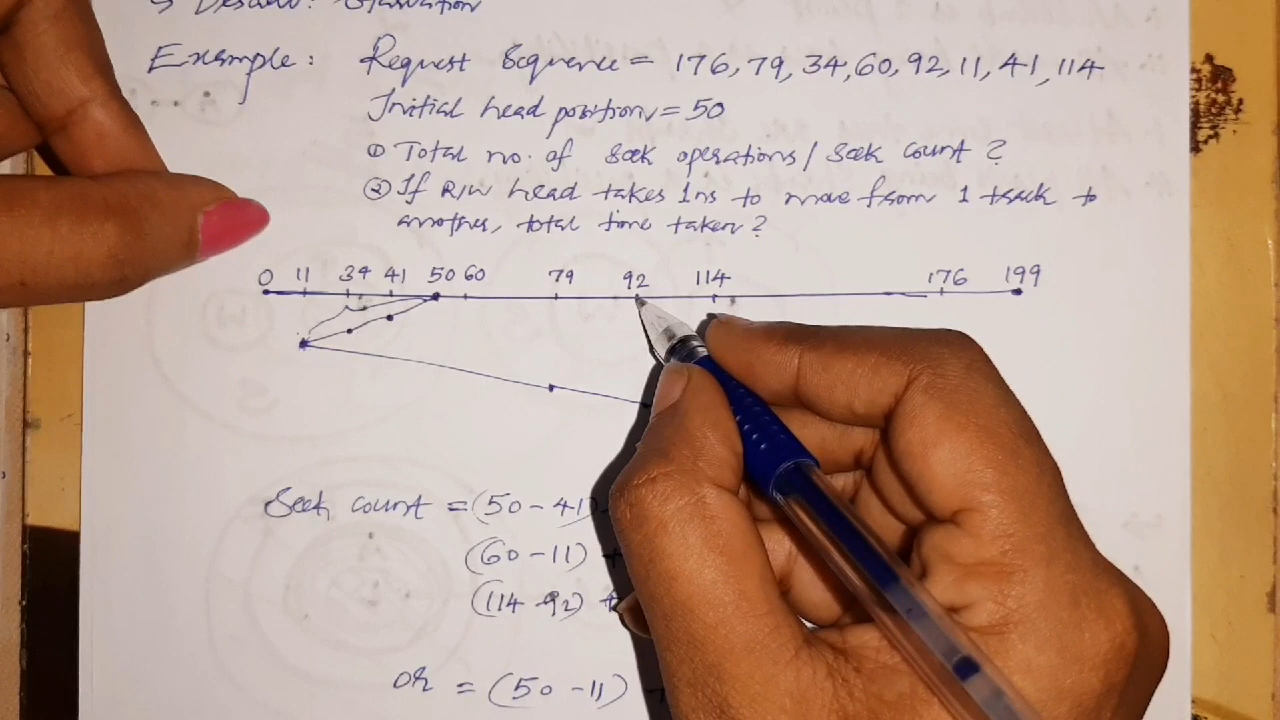 Example: Request Sequence = 176, 79, 34, 60, 92, 11, 41, 114
Initial head position = 50
① Total no. of seek operations / Seek count ?
② If R/W head takes 1ns to move from 1 track to
another, total time taken ?
0 11 34 41 50 60 79 92 114 176 199
Seek count = (50 - 41)
(60 - 11) +
(114 - 92) +
or = (50 - 11) +